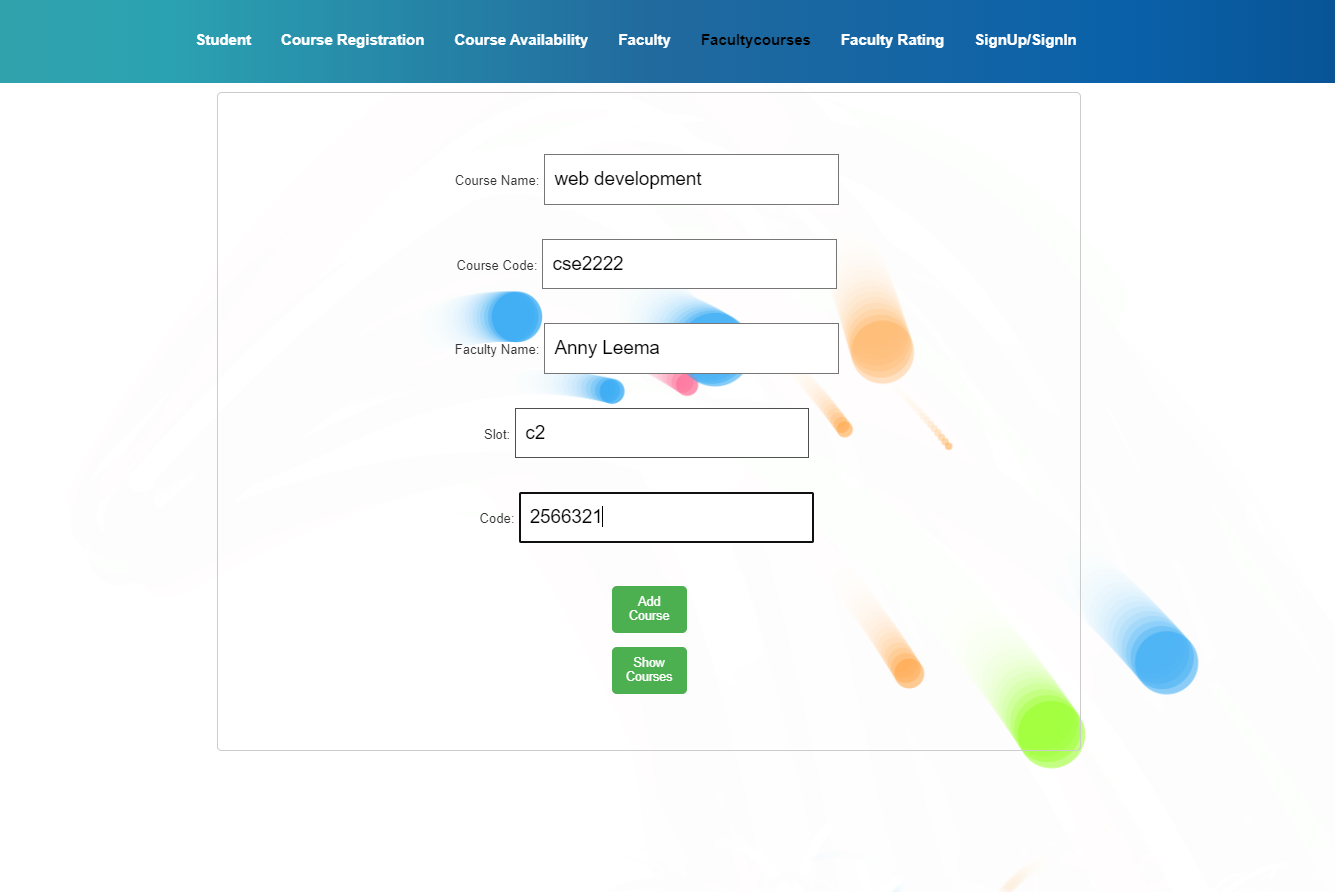 Student Course Registration Course Availability Faculty Facultycourses Faculty Rating SignUp/SignIn
Course Name: web development
Course Code: cse2222
Faculty Name: Anny Leema
Slot: c2
Code: 2566321
Add
Course
Show
Courses